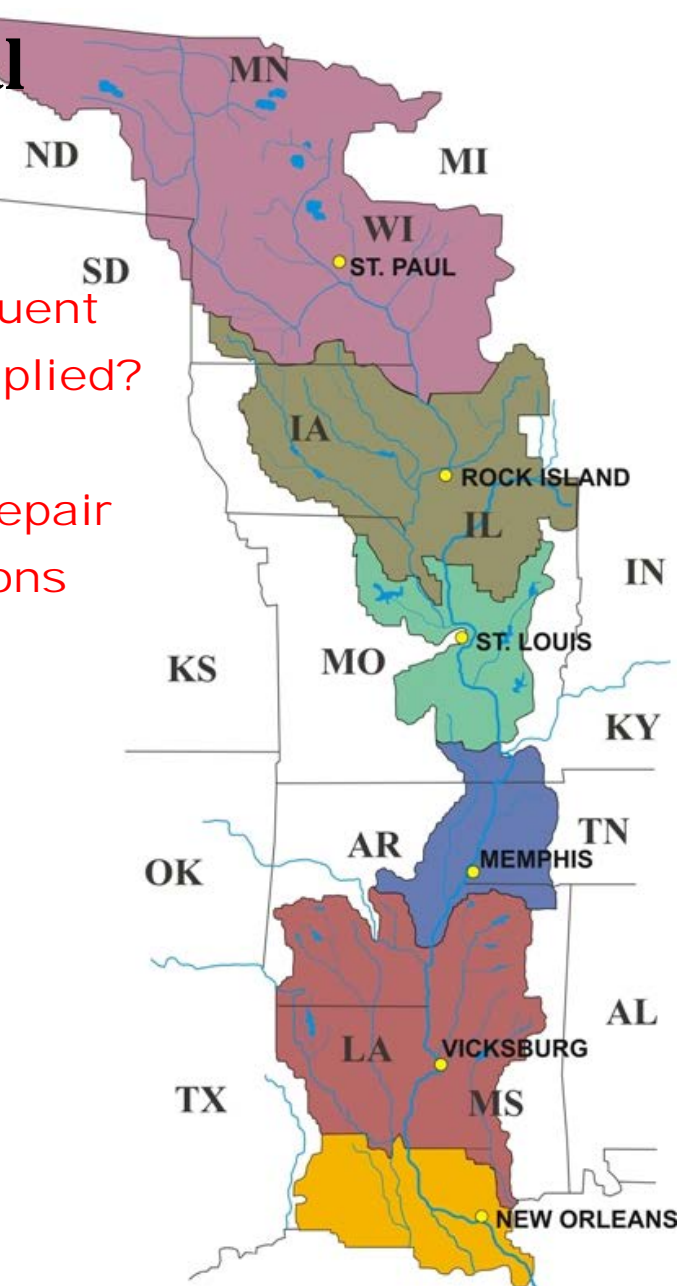 MN
ND
MI
WI
ST. PAUL
SD
uent
plied?
IA
ROCK ISLAND
epair
IL
ons
IN
ST. LOUIS
MO
KS
KY
TN
AR
MEMPHIS
OK
AL
LA
VICKSBURG
TX
MS
NEW ORLEANS